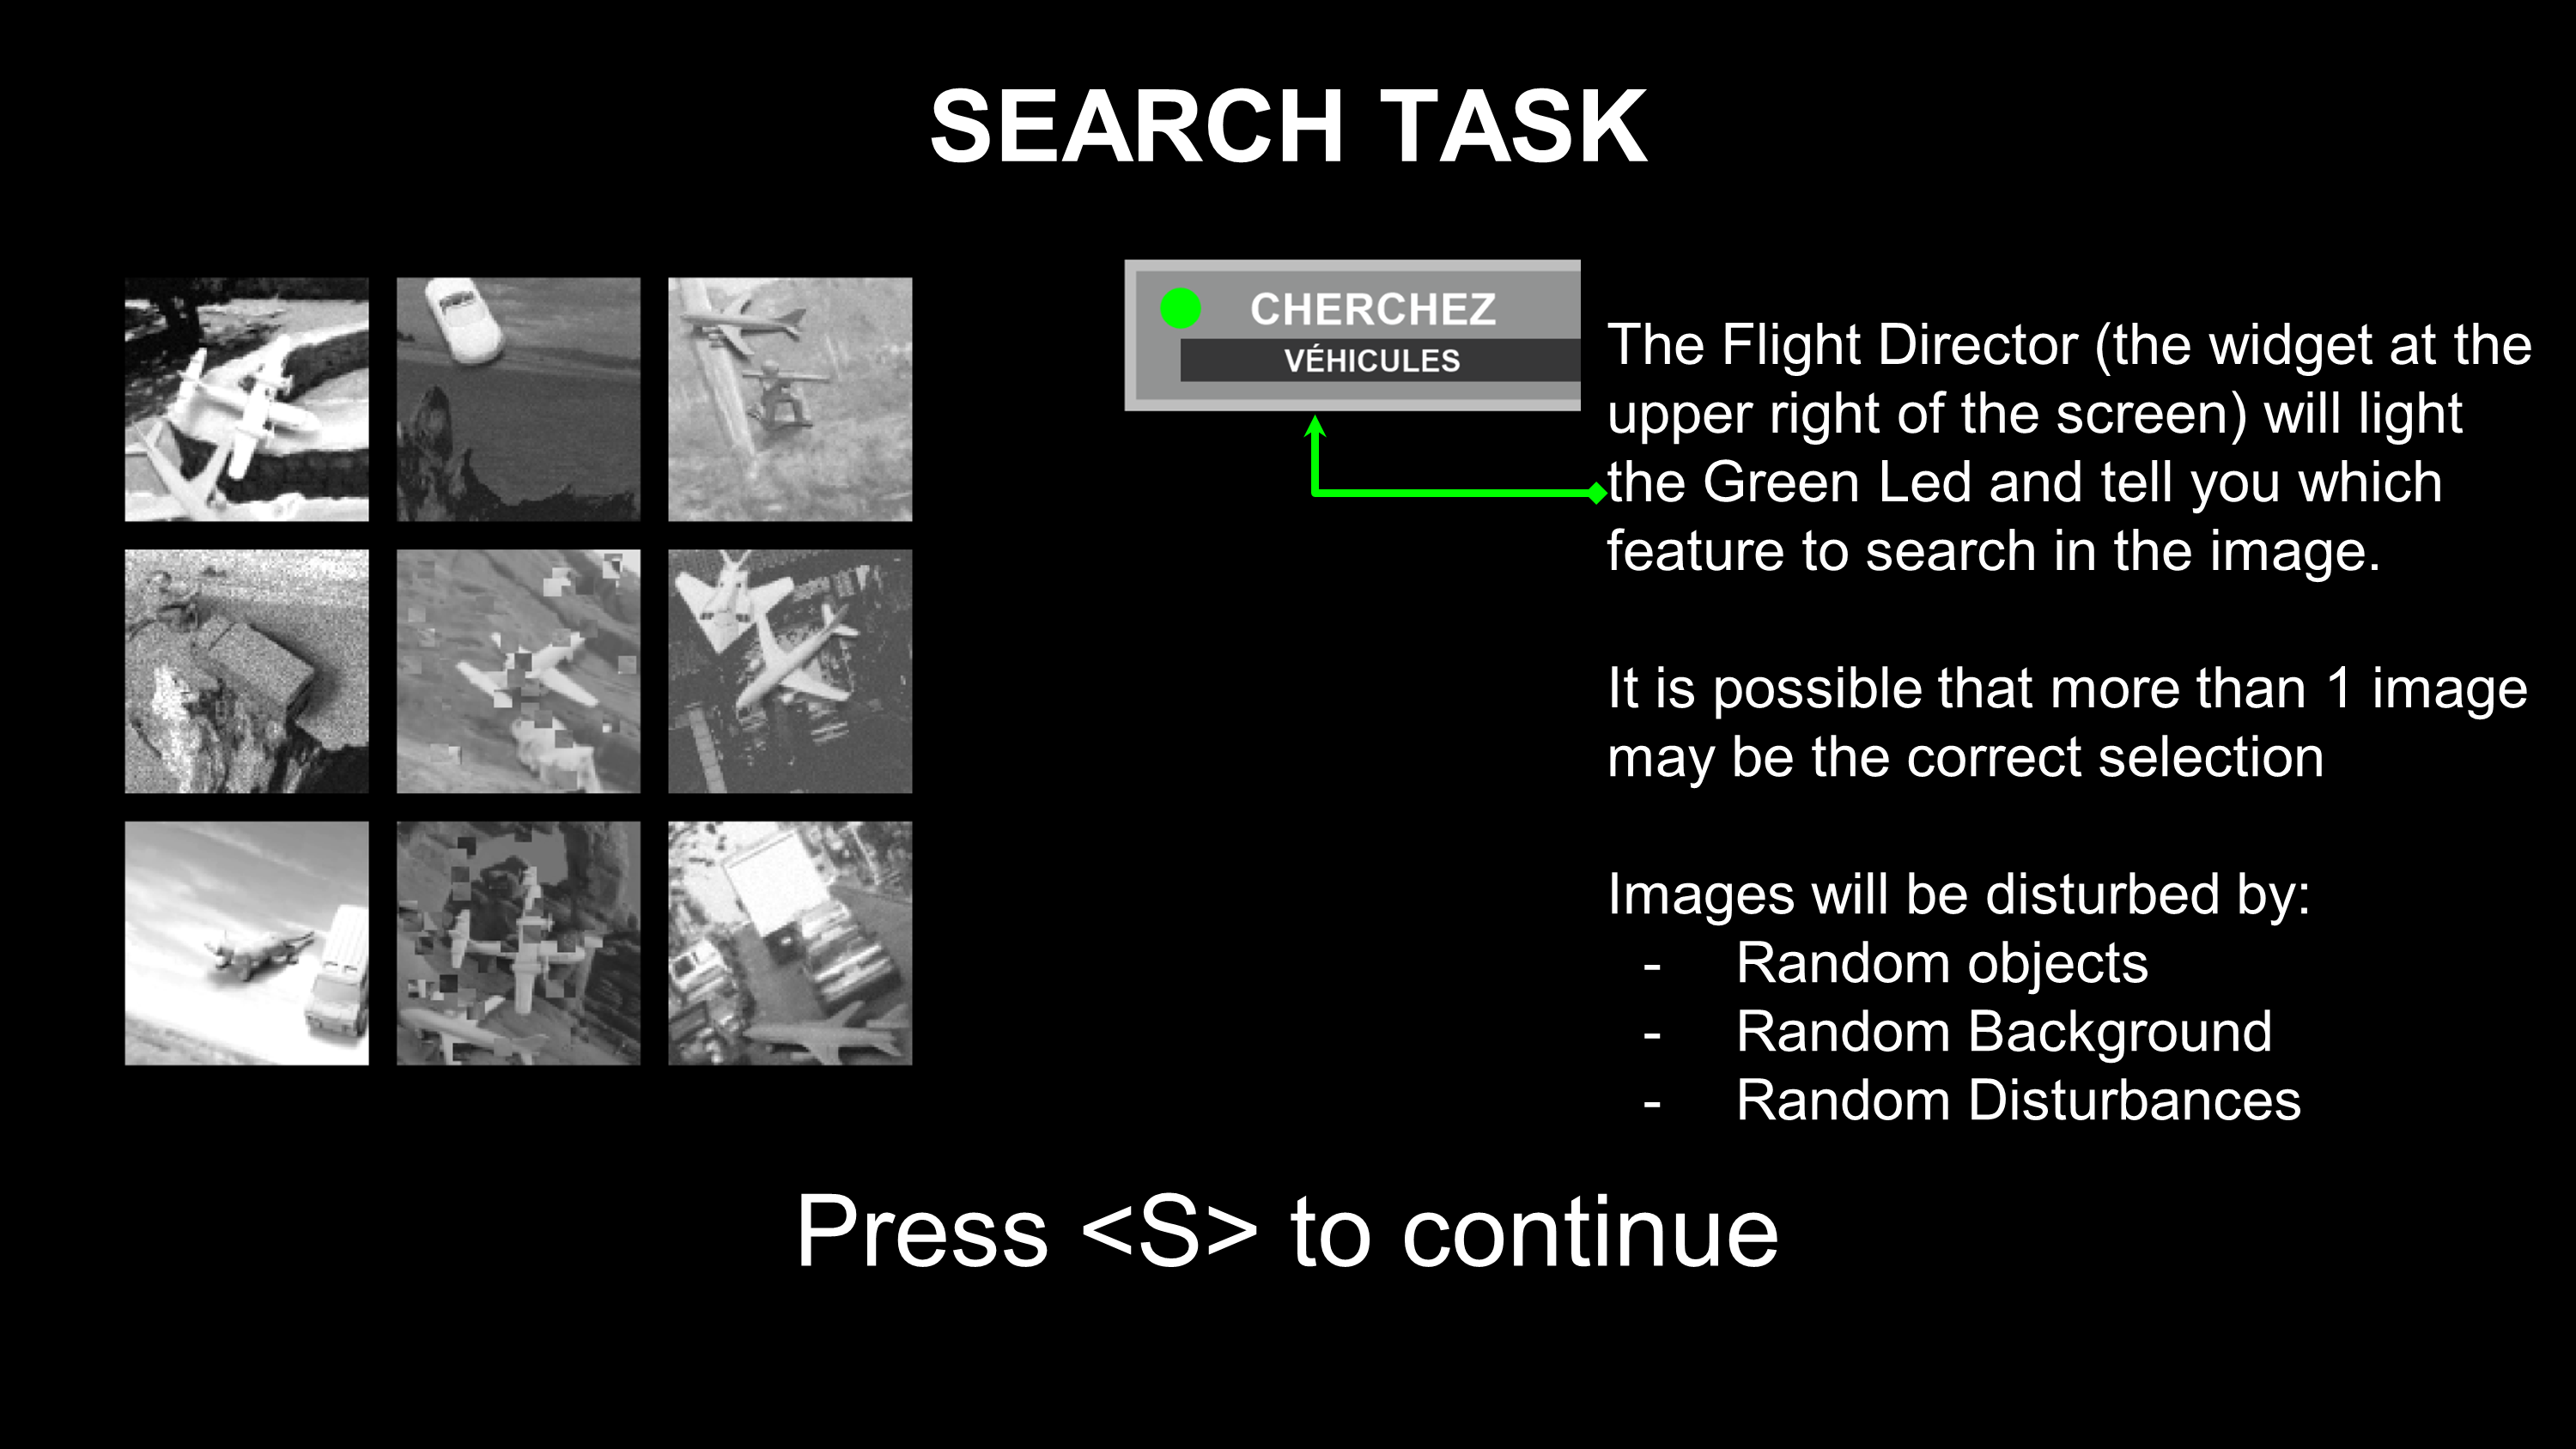 SEARCH TASK
CHERCHEZ
VÉHICULES
The Flight Director (the widget at the
upper right of the screen) will light
the Green Led and tell you which
feature to search in the image.
It is possible that more than 1 image
may be the correct selection
Images will be disturbed by:
- Random objects
- Random Background
- Random Disturbances
Press <S> to continue